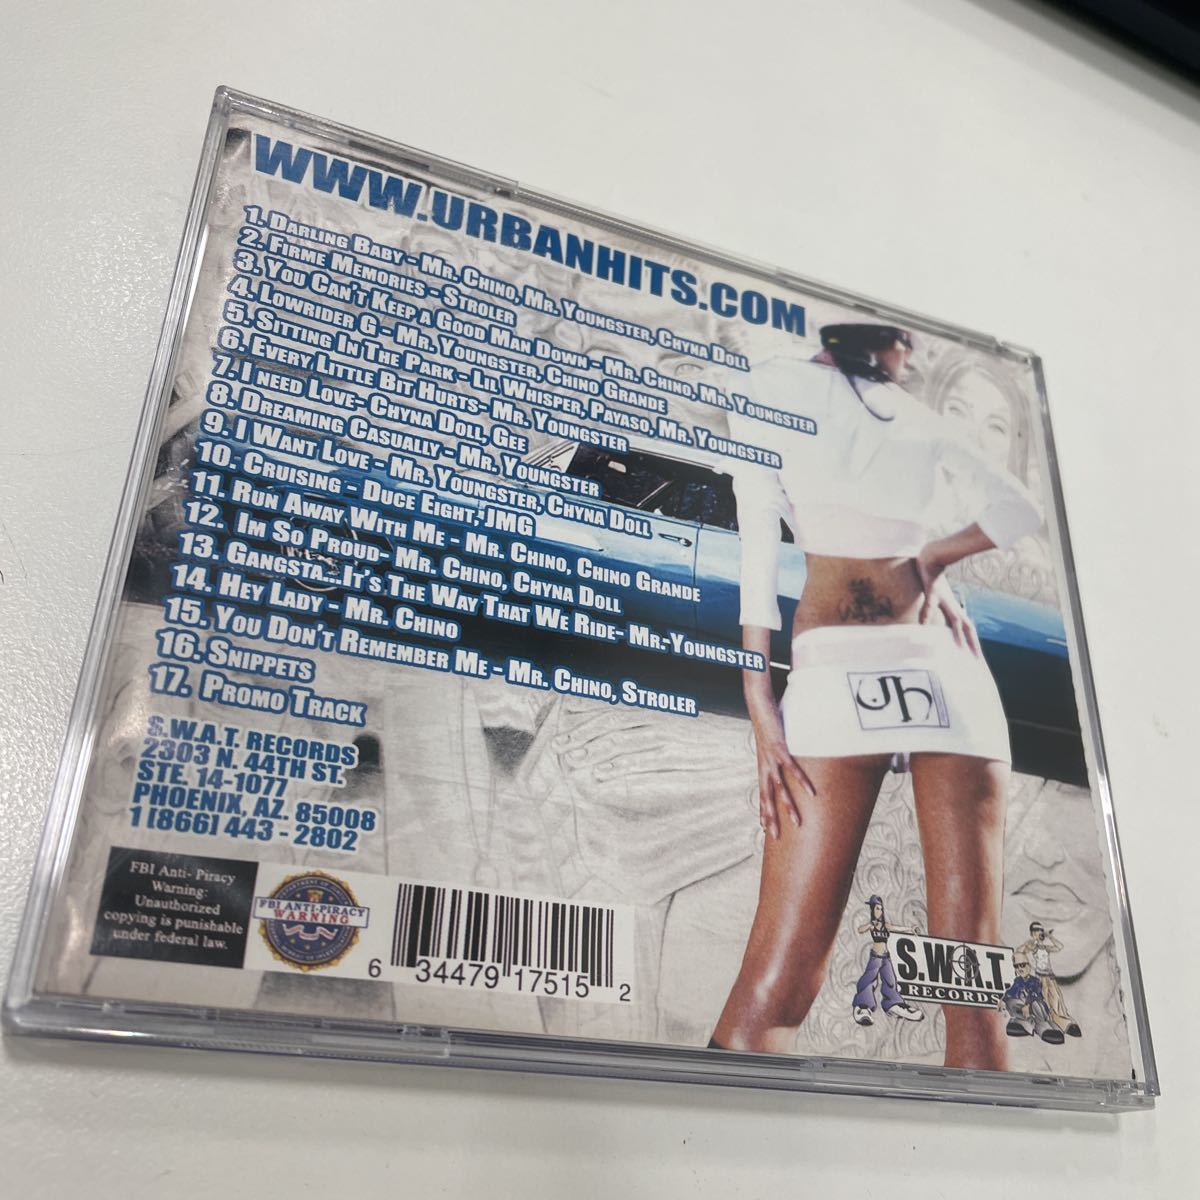 WWW.URBANHITS.COM
1. DARLING BABY - MR. CHINO, MR. YOUNGSTER, CHYNA DOLL
2. FIRME MEMORIES - STROLER
3. YOU CAN'T KEEP A GOOD MAN DOWN - MR. CHINO, MR. YOUNGSTER
4. LOWRIDER G - MR. YOUNGSTER, CHINO GRANDE
5. SITTING IN THE PARK - LIL WHISPER, PAYASO, MR. YOUNGSTER
6. EVERY LITTLE BIT HURTS- MR. YOUNGSTER
7. I NEED LOVE- CHYNA DOLL, GEE
8. DREAMING CASUALLY - MR. YOUNGSTER
9. I WANT LOVE - MR. YOUNGSTER, CHYNA DOLL
10. CRUISING - DUCE EIGHT, JMG
11. RUN AWAY WITH ME - MR. CHINO, CHINO GRANDE
12. IM SO PROUD- MR. CHINO, CHYNA DOLL
13. GANGSTA...IT'S THE WAY THAT WE RIDE- MR.-YOUNGSTER
14. HEY LADY - MR. CHINO
15. YOU DON'T REMEMBER ME - MR. CHINO, STROLER
16. SNIPPETS
17. PROMO TRACK
S.W.A.T. RECORDS
2303 N. 44TH ST.
STE. 14-1077
PHOENIX, AZ. 85008
1 [866] 443 - 2802
FBI Anti- Piracy
Warning:
Unauthorized
copying is punishable
under federal law.
FBI ANTI-PIRACY
WARNING
6 34479 17515 2
Jh
S.W.A.T.
RECORDS